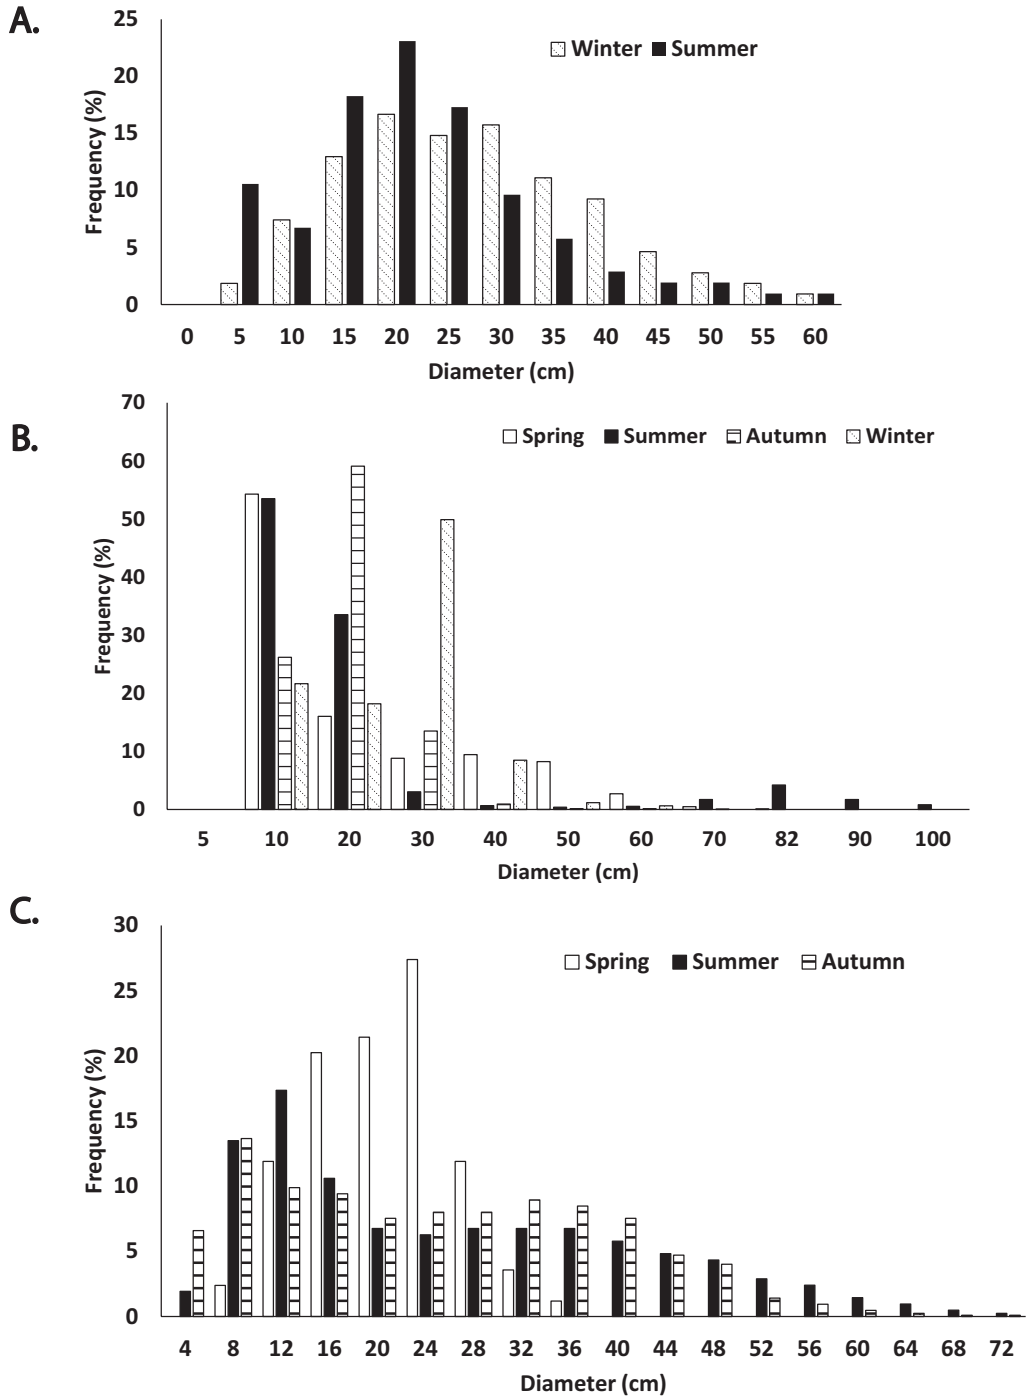 A.
25
20
15
10
5
0
Frequency (%)
Winter Summer
0 5 10 15 20 25 30 35 40 45 50 55 60
Diameter (cm)
B.
70
60
50
40
30
20
10
0
Frequency (%)
Spring Summer Autumn Winter
5 10 20 30 40 50 60 70 82 90 100
Diameter (cm)
C.
30
25
20
15
10
5
0
Frequency (%)
Spring Summer Autumn
4 8 12 16 20 24 28 32 36 40 44 48 52 56 60 64 68 72
Diameter (cm)